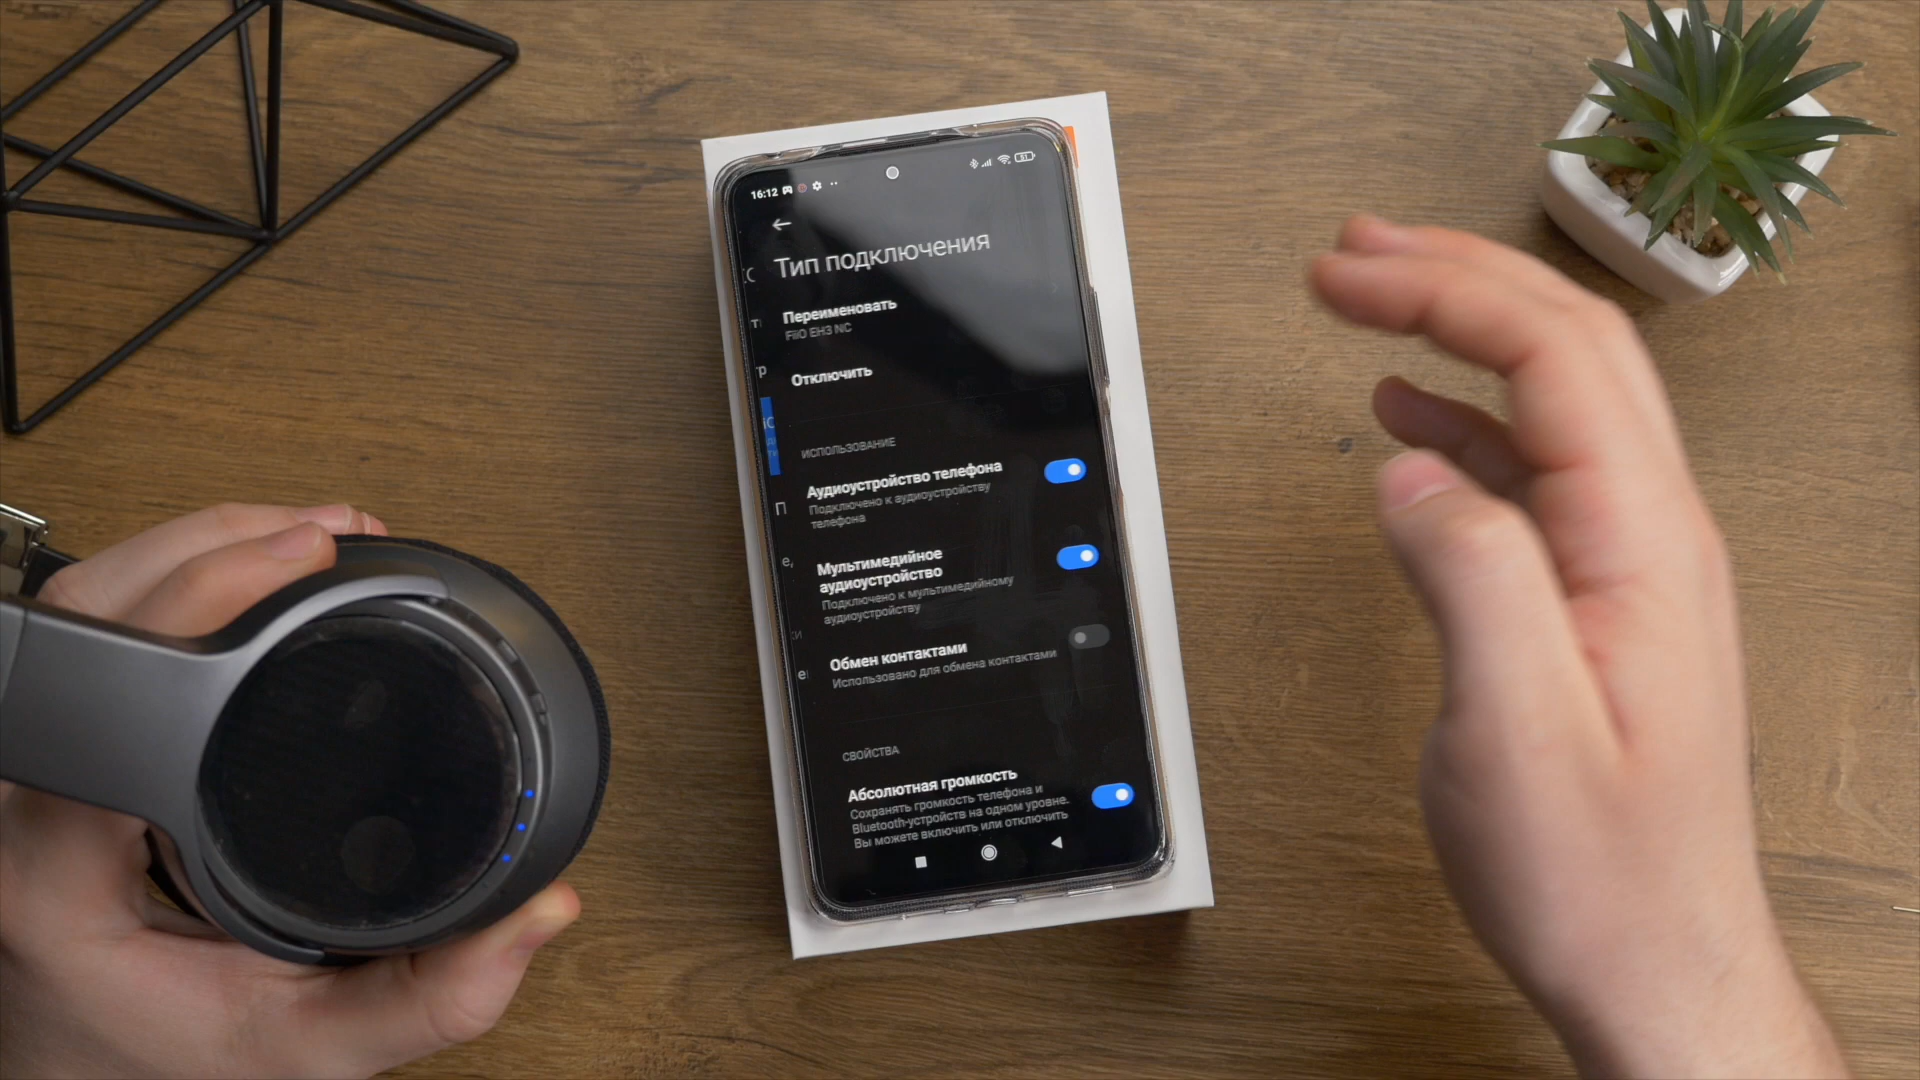 16:12
51
Тип подключения
Переименовать
FiiO EH3 NC
Отключить
ИСПОЛЬЗОВАНИЕ
Аудиоустройство телефона
Подключено к аудиоустройству
телефона
Мультимедийное
аудиоустройство
Подключено к мультимедийному
аудиоустройству
Обмен контактами
Использовано для обмена контактами
СВОЙСТВА
Абсолютная громкость
Сохранять громкость телефона и
Bluetooth-устройств на одном уровне.
Вы можете включить или отключить